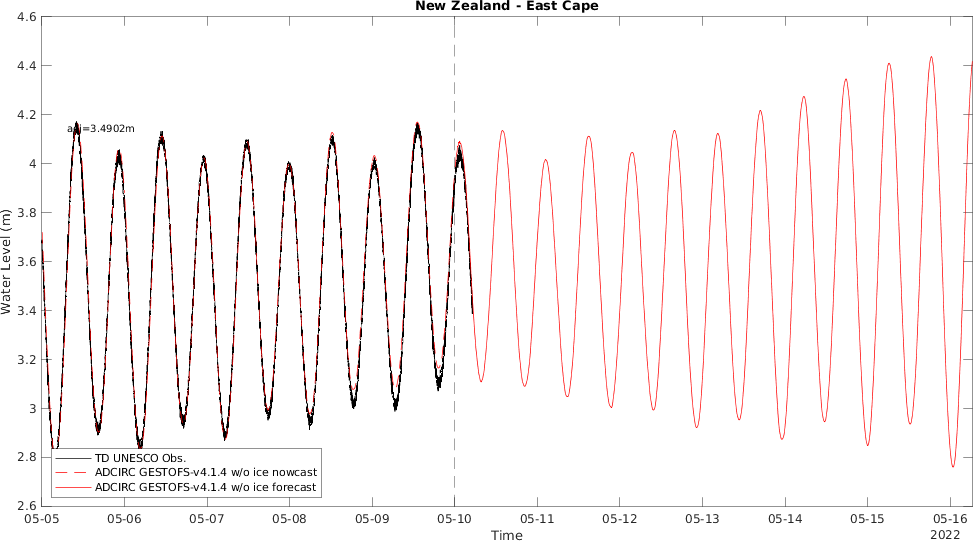 New Zealand - East Cape
4.6
4.4
4.2
4
3.8
3.6
3.4
3.2
3
2.8
2.6
Water Level (m)
adj=3.4902m
TD UNESCO Obs.
ADCIRC GESTOFS-v4.1.4 w/o ice nowcast
ADCIRC GESTOFS-v4.1.4 w/o ice forecast
05-05 05-06 05-07 05-08 05-09 05-10 05-11 05-12 05-13 05-14 05-15 05-16
2022
Time